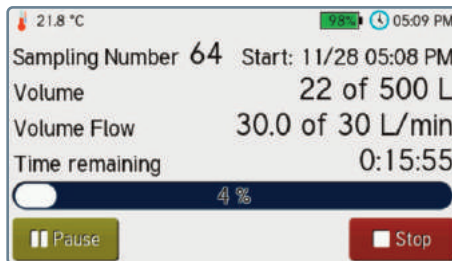 21.8 °C 98% 05:09 PM
Sampling Number 64 Start: 11/28 05:08 PM
Volume 22 of 500 L
Volume Flow 30.0 of 30 L/min
Time remaining 0:15:55
4 %
Pause Stop